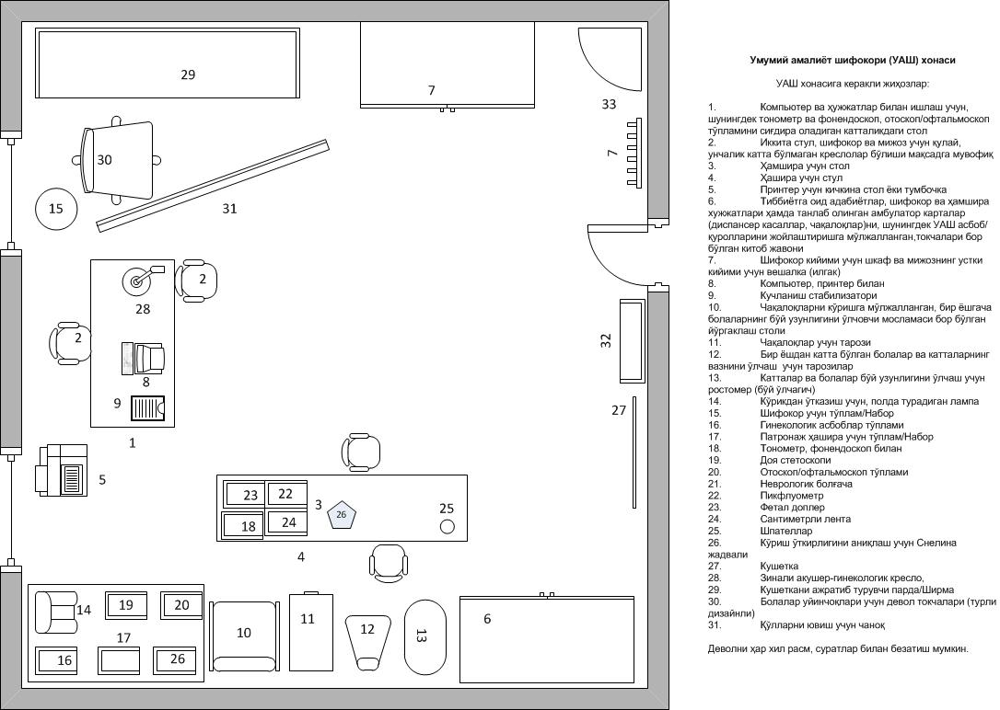 29
7
33
30
7
15
31
2
28
2
32
8
9
27
1
5
23
22
3
26
25
18
24
4
14
19
20
17
16
26
10
11
12
13
6
Умумий амалиёт шифокори (УАШ) хонаси
УАШ хонасига керакли жиҳозлар:
1. Компьютер ва ҳужжатлар билан ишлаш учун,
шунингдек тонометр ва фонендоскоп, отоскоп/офтальмоскоп
тўпламини сиғдира оладиган катталикдаги стол
2. Иккита стул, шифокор ва мижоз учун қулай,
унчалик катта бўлмаган креслолар бўлиши мақсадга мувофиқ
3. Ҳамшира учун стол
4. Ҳашира учун стул
5. Принтер учун кичкина стол ёки тумбочка
6. Тиббиётга оид адабиётлар, шифокор ва ҳамшира
хужжатлари ҳамда танлаб олинган амбулатор карталар
(диспансер касаллар, чақалоқлар)ни, шунингдек УАШ асбоб/
қуролларини жойлаштиришга мўлжалланган,токчалари бор
бўлган китоб жавони
7. Шифокор кийими учун шкаф ва мижознинг устки
кийими учун вешалка (илгак)
8. Компьютер, принтер билан
9. Кучланиш стабилизатори
10. Чақалоқларни кўришга мўлжалланган, бир ёшгача
болаларнинг бўй узунлигини ўлчовчи мосламаси бор бўлган
йўргаклаш столи
11. Чақалоқлар учун тарози
12. Бир ёшдан катта бўлган болалар ва катталарнинг
вазнини ўлчаш учун тарозилар
13. Катталар ва болалар бўй узунлигини ўлчаш учун
ростомер (бўй ўлчагич)
14. Кўрикдан ўтказиш учун, полда турадиган лампа
15. Шифокор учун тўплам/Набор
16. Гинекологик асбоблар тўплами
17. Патронаж ҳашира учун тўплам/Набор
18. Тонометр, фонендоскоп билан
19. Доя стетоскопи
20. Отоскоп/офтальмоскоп тўплами
21. Неврологик болғача
22. Пикфлуометр
23. Фетал доплер
24. Сантиметрли лента
25. Шпателлар
26. Кўриш ўткирлигини аниқлаш учун Снелина
жадвали
27. Кушетка
28. Зинали акушер-гинекологик кресло,
29. Кушеткани ажратиб турувчи парда/Ширма
30. Болалар уйинчоқлари учун девол токчалари (турли
дизайнли)
31. Қўлларни ювиш учун чаноқ
Деволни ҳар хил расм, суратлар билан безатиш мумкин.